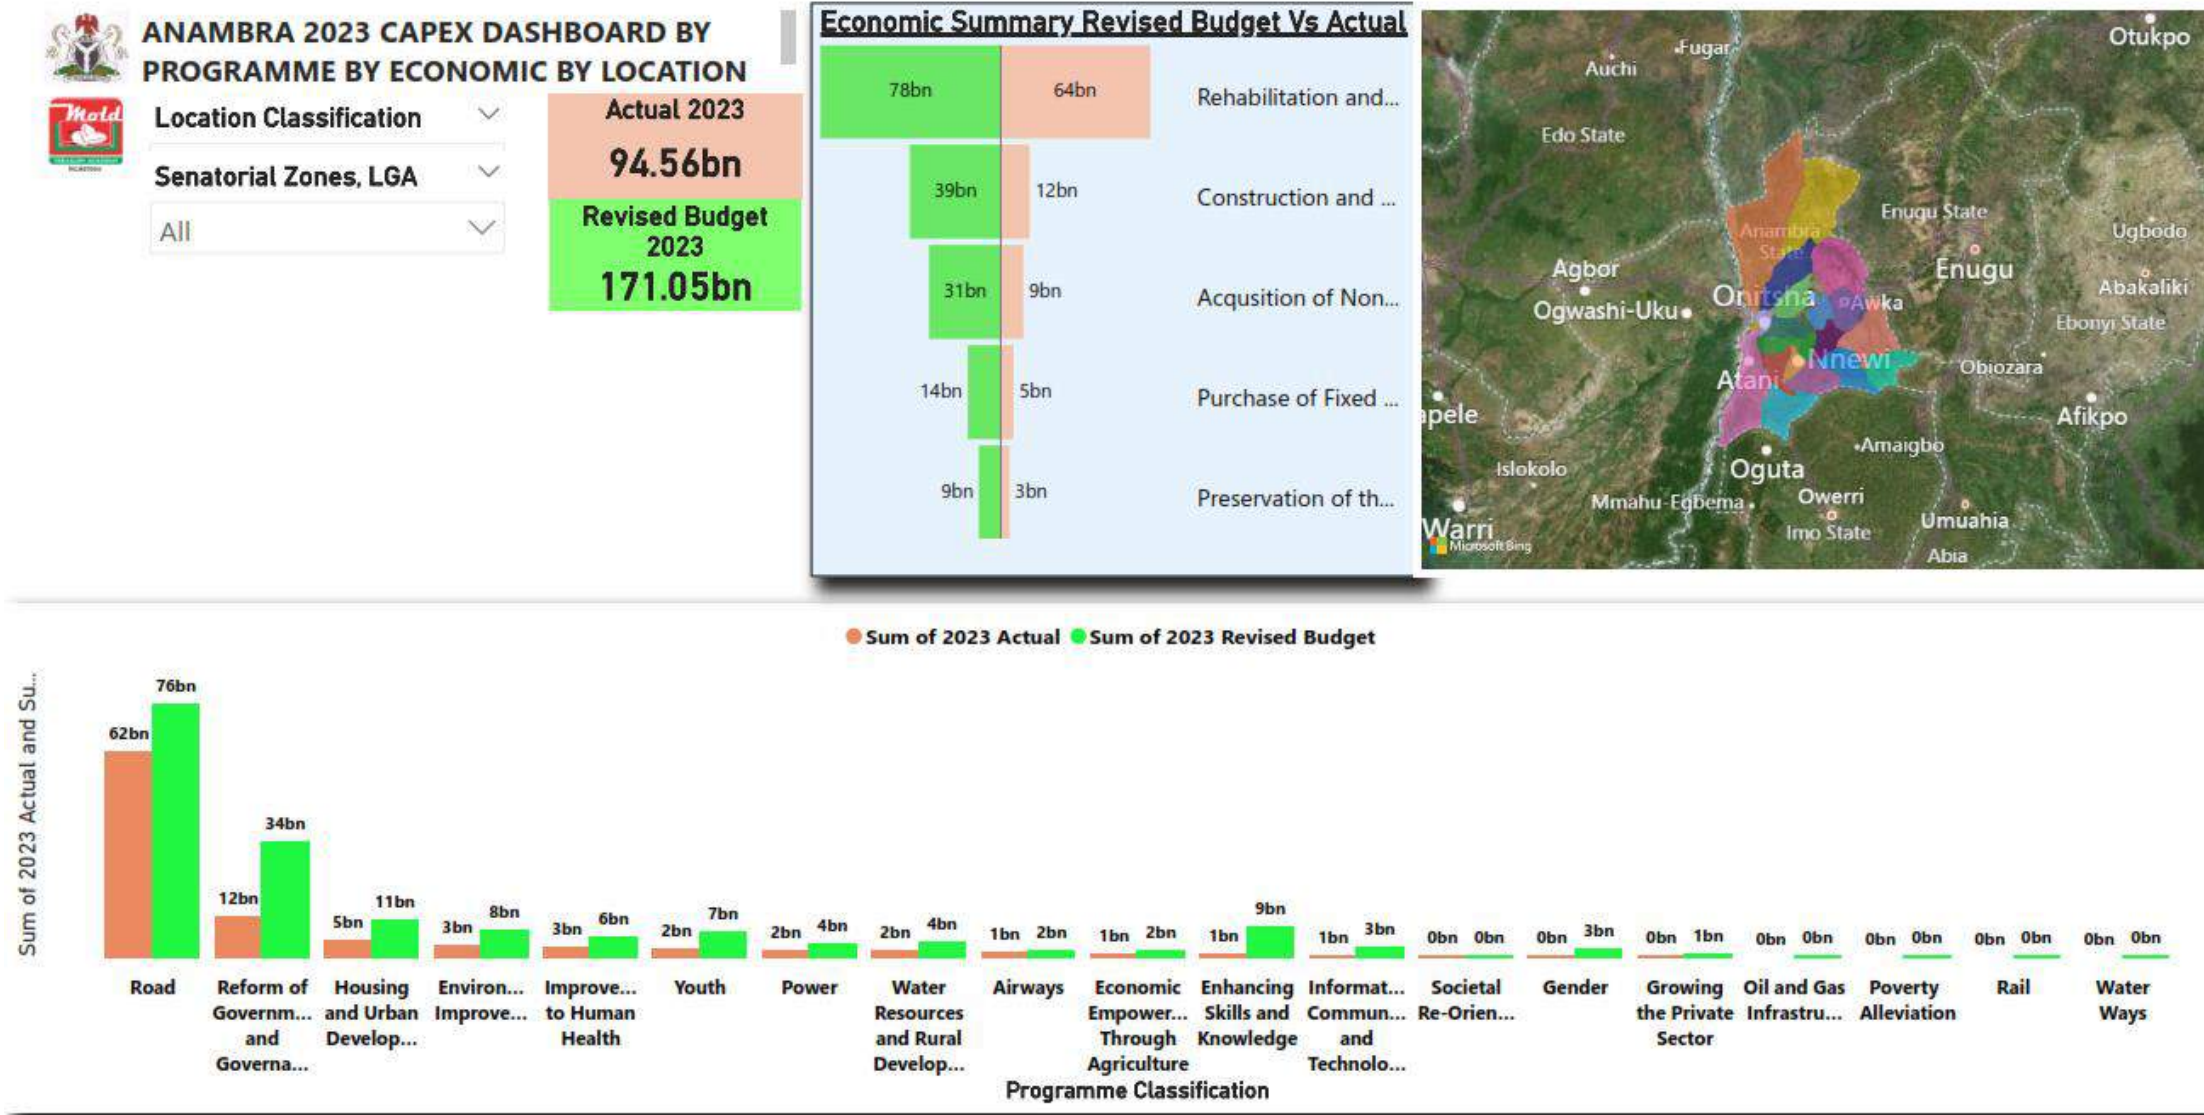 ANAMBRA 2023 CAPEX DASHBOARD BY
PROGRAMME BY ECONOMIC BY LOCATION
Mold
Location Classification
Senatorial Zones, LGA
All
Actual 2023
94.56bn
Revised Budget
2023
171.05bn
Economic Summary Revised Budget Vs Actual
78bn 64bn Rehabilitation and...
39bn 12bn Construction and ...
31bn 9bn Acqusition of Non...
14bn 5bn Purchase of Fixed ...
9bn 3bn Preservation of th...
Otukpo
Fugar
Auchi
Edo State
Enugu State
Anambra
State
Ugbodo
Agbor
Enugu
Abakaliki
Onitsha
Awka
Ogwashi-Uku
Ebonyi State
Nnewi
Obiozara
Atani
apele
Afikpo
Amaigbo
Islokolo
Oguta
Mmahu-Egbema
Owerri
Umuahia
Warri
Imo State
Microsoft Bing
Abia
Sum of 2023 Actual Sum of 2023 Revised Budget
Sum of 2023 Actual and Su...
62bn 76bn
12bn 34bn
5bn 11bn
3bn 8bn
3bn 6bn
2bn 7bn
2bn 4bn
2bn 4bn
1bn 2bn
1bn 2bn
1bn 9bn
1bn 3bn
0bn 0bn
0bn 3bn
0bn 1bn
0bn 0bn
0bn 0bn
0bn 0bn
0bn 0bn
Road
Reform of
Governm...
and
Governa...
Housing
and Urban
Develop...
Environ...
Improve...
Improve...
to Human
Health
Youth
Power
Water
Resources
and Rural
Develop...
Airways
Economic
Empower...
Through
Agriculture
Enhancing
Skills and
Knowledge
Informat...
Commun...
and
Technolo...
Societal
Re-Orien...
Gender
Growing
the Private
Sector
Oil and Gas
Infrastru...
Poverty
Alleviation
Rail
Water
Ways
Programme Classification